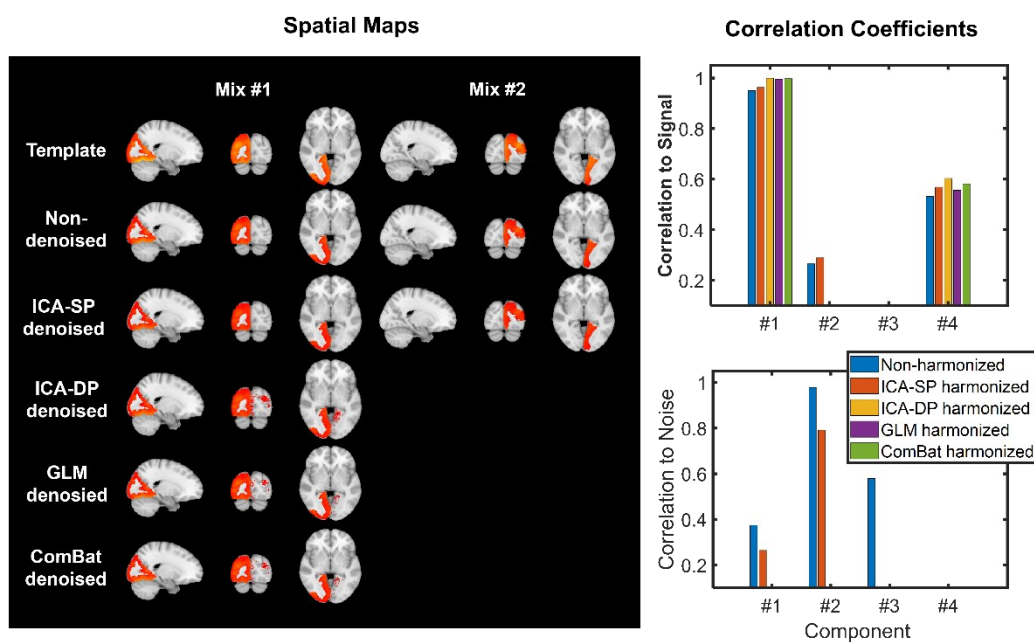 Spatial Maps
Mix #1
Mix #2
Template
Non-
denoised
ICA-SP
denoised
ICA-DP
denoised
GLM
denosied
ComBat
denoised
Correlation Coefficients
Correlation to Signal
1
0.8
0.6
0.4
0.2
#1 #2 #3 #4
Non-harmonized
ICA-SP harmonized
ICA-DP harmonized
GLM harmonized
ComBat harmonized
Correlation to Noise
1
0.8
0.6
0.4
0.2
#1 #2 #3 #4
Component